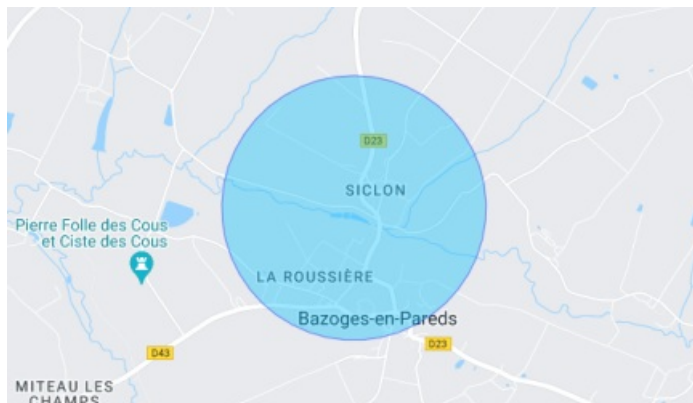 D23
SICLON
Pierre Folle des Cous
et Ciste des Cous
LA ROUSSIÈRE
Bazoges-en-Pareds
D23
D43
MITEAU LES
CHAMPS